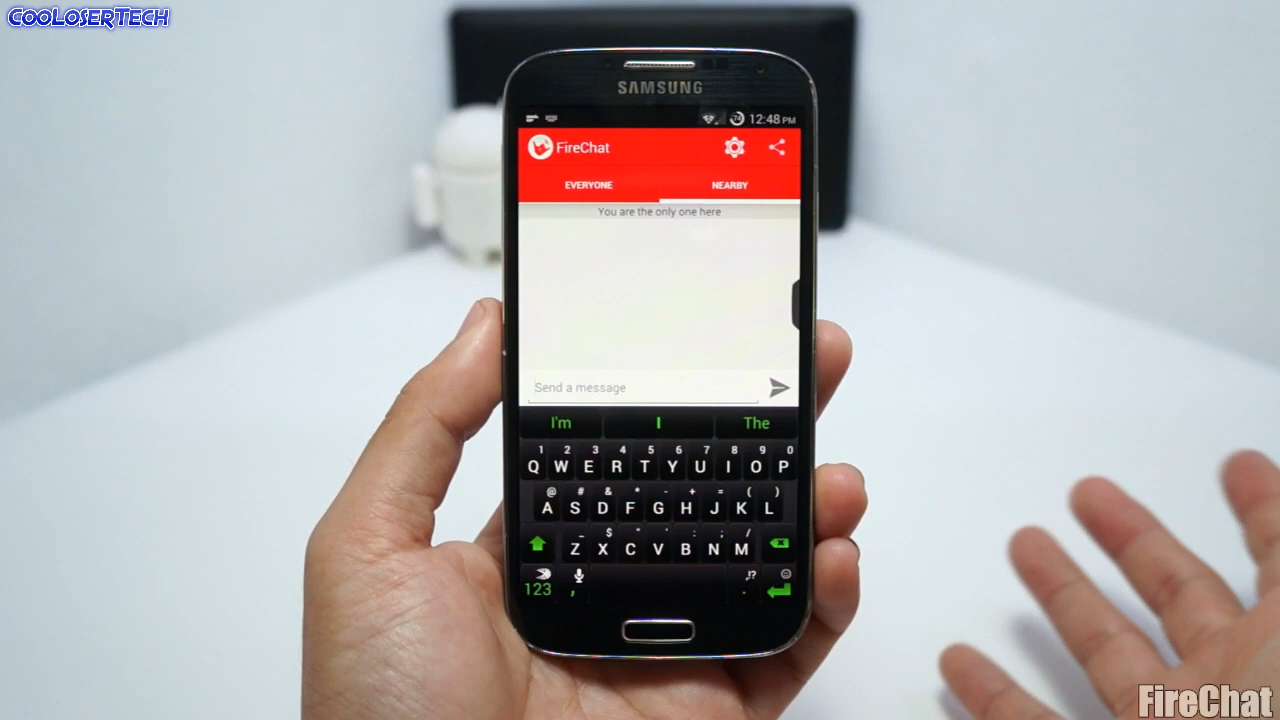 CooLoserTech
SAMSUNG
74 12:48 PM
FireChat
EVERYONE NEARBY
You are the only one here
Send a message
I'm I The
1 2 3 4 5 6 7 8 9 0
Q W E R T Y U I O P
@ # & * - + = ( )
A S D F G H J K L
_ $ " ' : ; /
Z X C V B N M
,!?
123 , .
FireChat